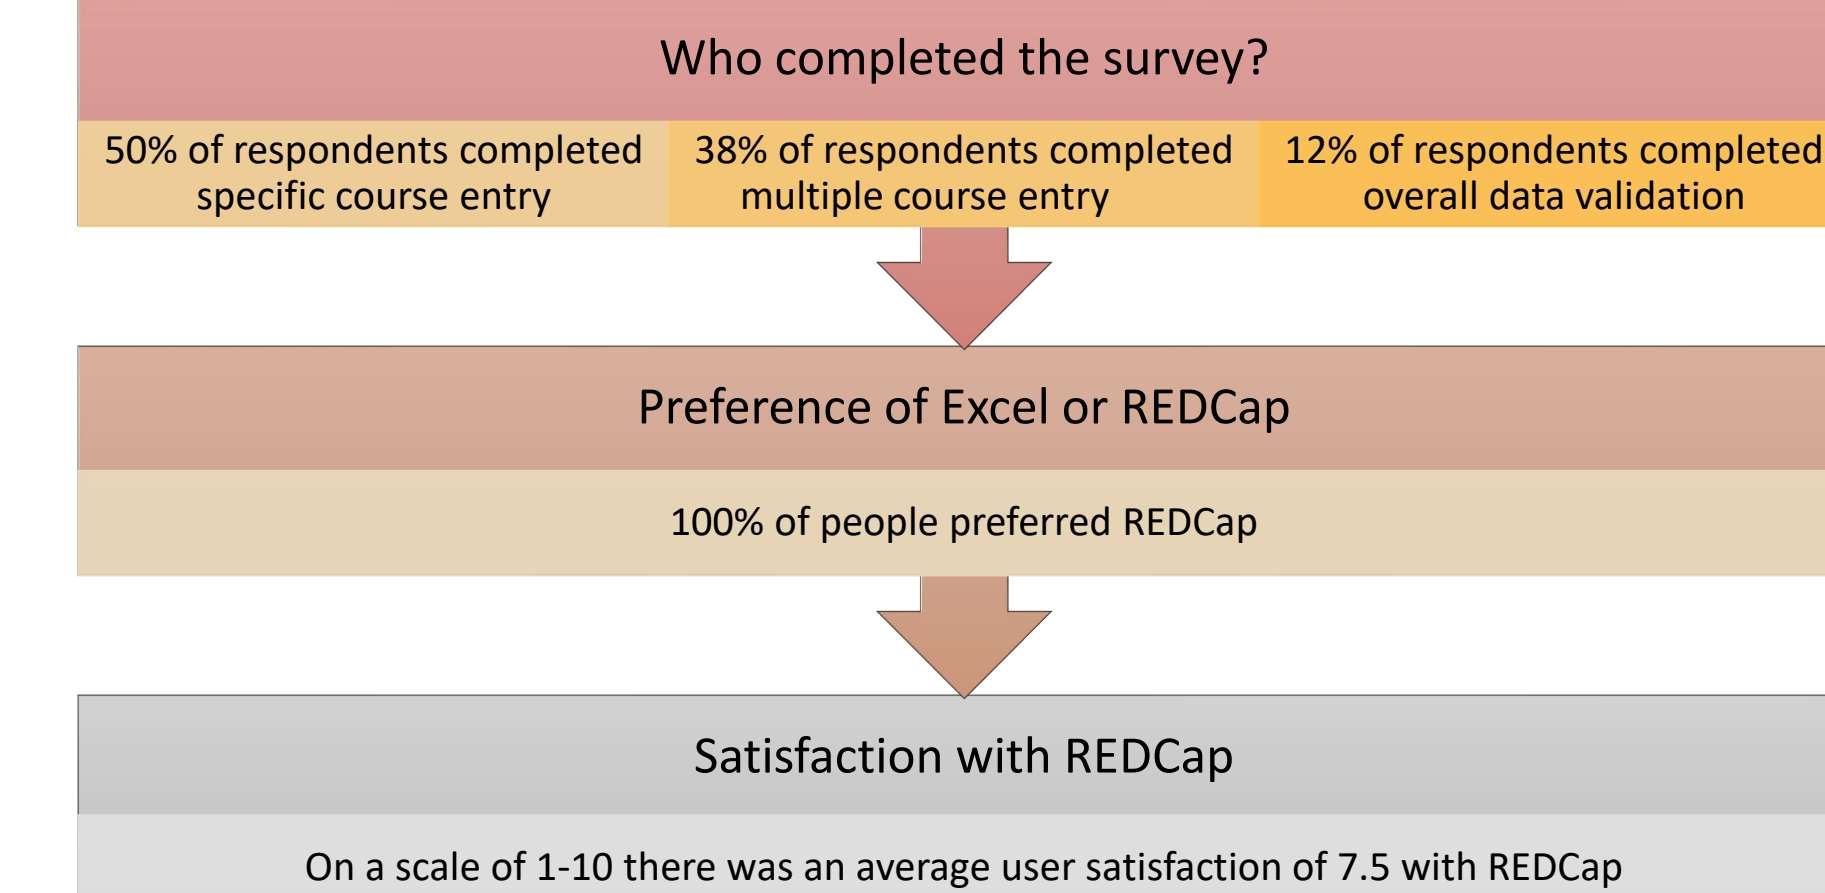 Who completed the survey?
50% of respondents completed
specific course entry
38% of respondents completed
multiple course entry
12% of respondents completed
overall data validation
Preference of Excel or REDCap
100% of people preferred REDCap
Satisfaction with REDCap
On a scale of 1-10 there was an average user satisfaction of 7.5 with REDCap